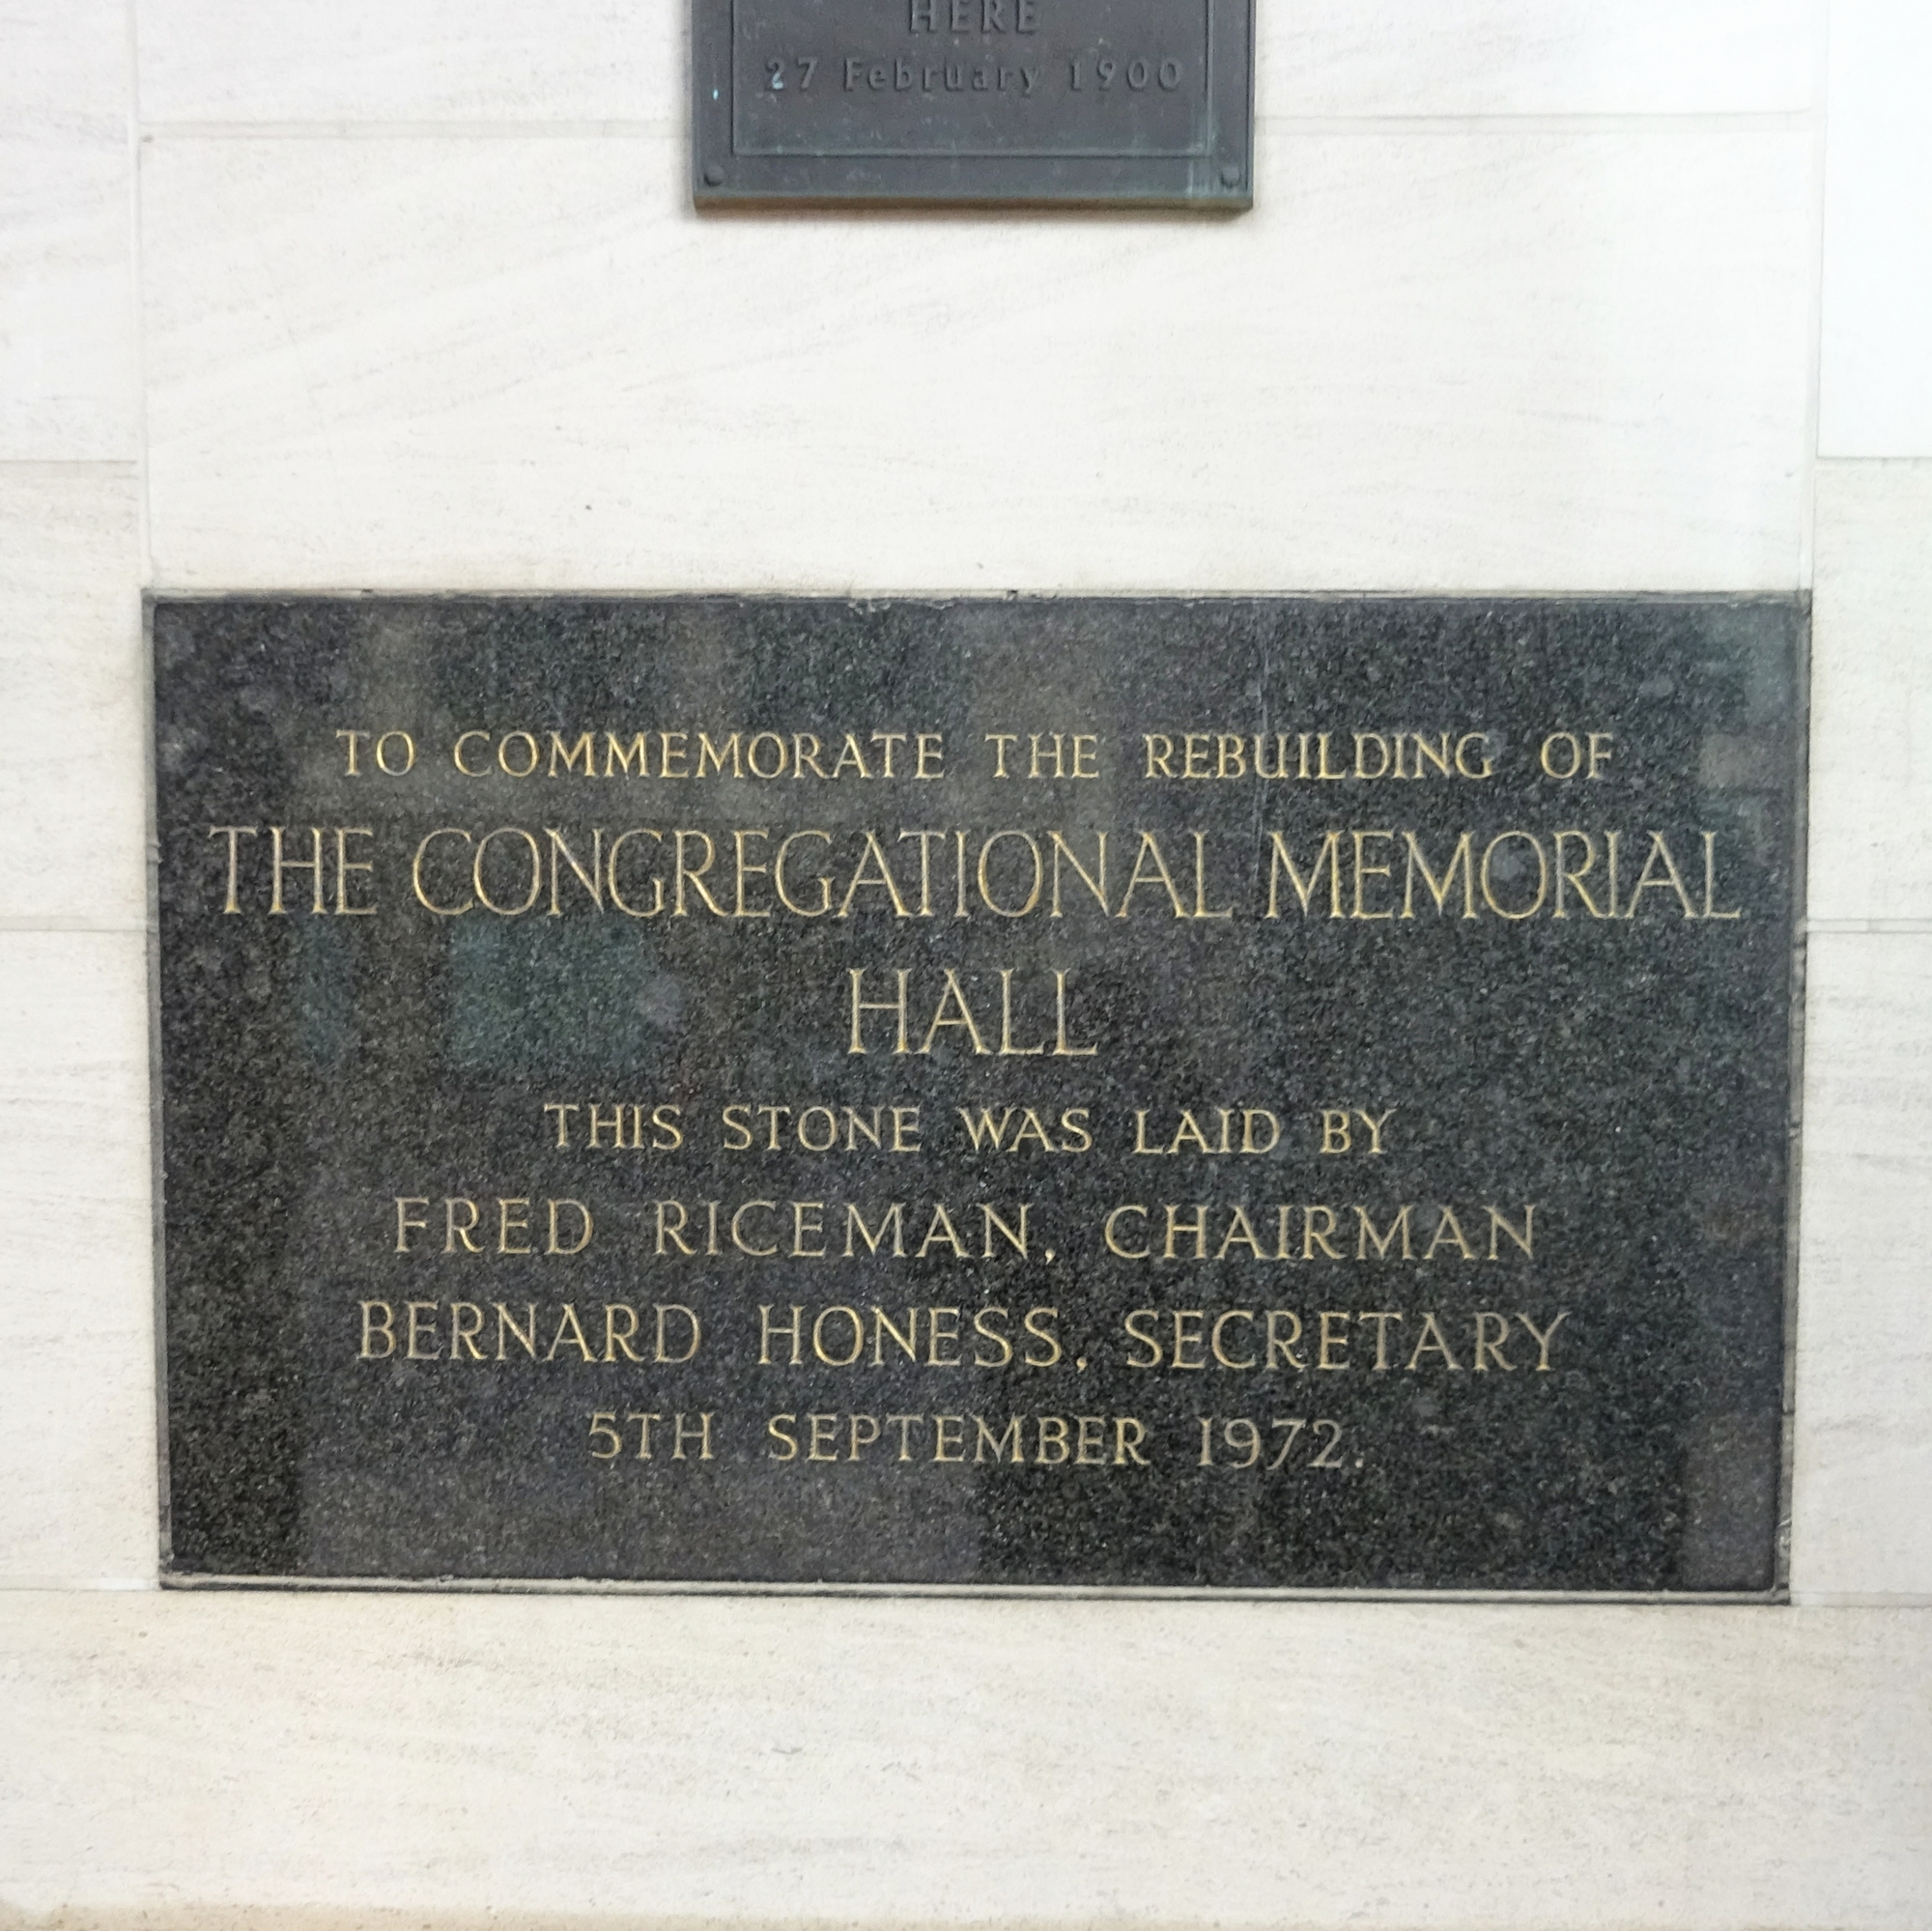 HERE
27 February 1900
TO COMMEMORATE THE REBUILDING OF
THE CONGREGATIONAL MEMORIAL
HALL
THIS STONE WAS LAID BY
FRED RICEMAN, CHAIRMAN
BERNARD HONESS, SECRETARY
5TH SEPTEMBER 1972.